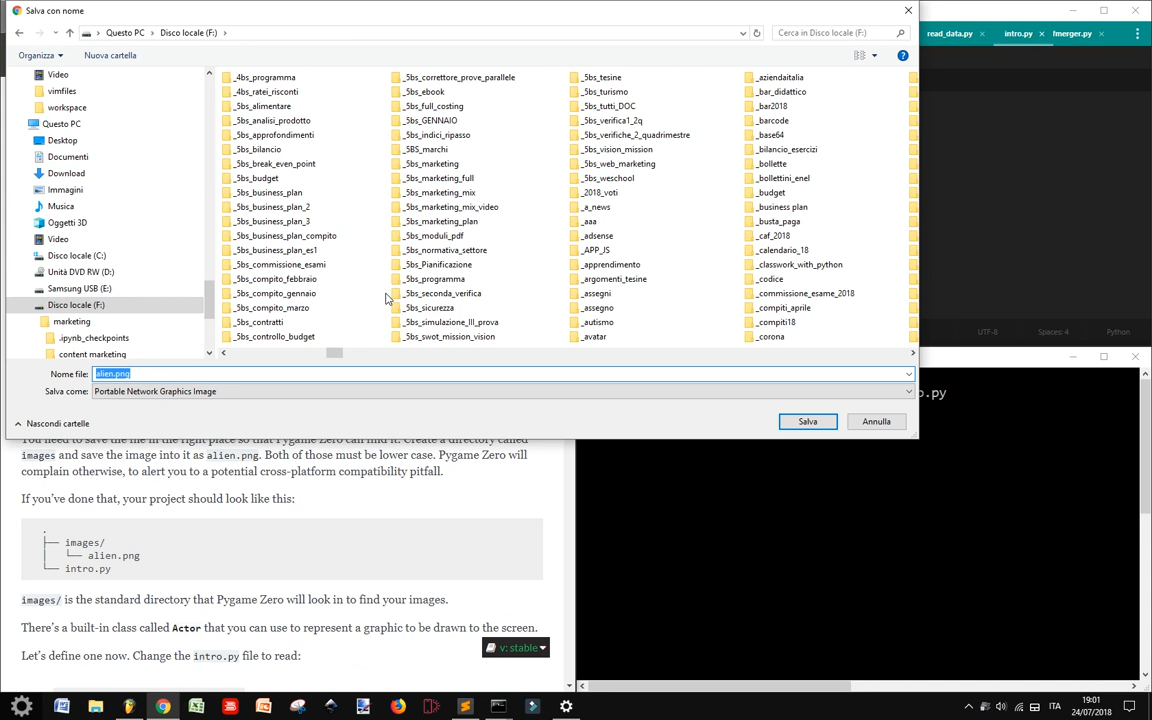 Salva con nome
Questo PC > Disco locale (F:) >
Cerca in Disco locale (F:)
Organizza
Nuova cartella
Video
vimfiles
workspace
Questo PC
Desktop
Documenti
Download
Immagini
Musica
Oggetti 3D
Video
Disco locale (C:)
Unità DVD RW (D:)
Samsung USB (E:)
Disco locale (F:)
marketing
.ipynb_checkpoints
content marketing
_4bs_programma
_4bs_ratei_risconti
_5bs_alimentare
_5bs_analisi_prodotto
_5bs_approfondimenti
_5bs_bilancio
_5bs_break_even_point
_5bs_budget
_5bs_business_plan
_5bs_business_plan_2
_5bs_business_plan_3
_5bs_business_plan_compito
_5bs_business_plan_es1
_5bs_commissione_esami
_5bs_compito_febbraio
_5bs_compito_gennaio
_5bs_compito_marzo
_5bs_contratti
_5bs_controllo_budget
_5bs_correttore_prove_parallele
_5bs_ebook
_5bs_full_costing
_5bs_GENNAIO
_5bs_indici_ripasso
_5BS_marchi
_5bs_marketing
_5bs_marketing_full
_5bs_marketing_mix
_5bs_marketing_mix_video
_5bs_marketing_plan
_5bs_moduli_pdf
_5bs_normativa_settore
_5bs_Pianificazione
_5bs_programma
_5bs_seconda_verifica
_5bs_sicurezza
_5bs_simulazione_III_prova
_5bs_swot_mission_vision
_5bs_tesine
_5bs_turismo
_5bs_tutti_DOC
_5bs_verifica1_2q
_5bs_verifiche_2_quadrimestre
_5bs_vision_mission
_5bs_web_marketing
_5bs_weschool
_2018_voti
_a_news
_aaa
_adsense
_APP_JS
_apprendimento
_argomenti_tesine
_assegni
_assegno
_autismo
_avatar
_aziendaitalia
_bar_didattico
_bar2018
_barcode
_base64
_bilancio_esercizi
_bollette
_bollettini_enel
_budget
_business plan
_busta_paga
_caf_2018
_calendario_18
_classwork_with_python
_codice
_commissione_esame_2018
_compiti_aprile
_compiti18
_corona
Nome file: alien.png
Salva come: Portable Network Graphics Image
Nascondi cartelle
Salva
Annulla
read_data.py
intro.py
fmerger.py
UTF-8
Spaces: 4
Python
o.py
You need to save the file in the right place so that Pygame Zero can find it. Create a directory called
images and save the image into it as alien.png. Both of those must be lower case. Pygame Zero will
complain otherwise, to alert you to a potential cross-platform compatibility pitfall.
If you've done that, your project should look like this:
.
├── images/
│   └── alien.png
└── intro.py
images/ is the standard directory that Pygame Zero will look in to find your images.
There's a built-in class called Actor that you can use to represent a graphic to be drawn to the screen.
Let's define one now. Change the intro.py file to read:
v: stable
ITA
19:01
24/07/2018